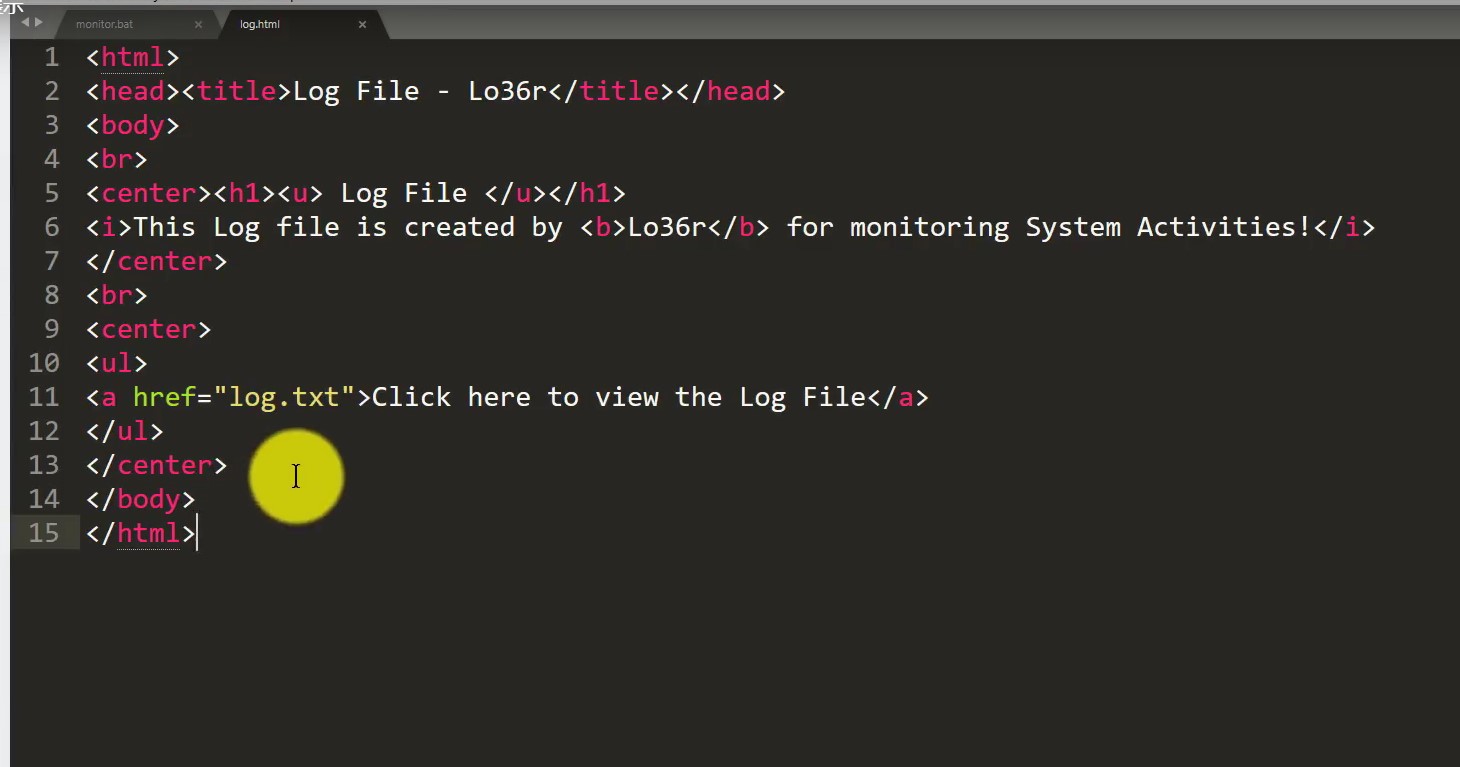 monitor.bat
log.html
1 <html>
2 <head><title>Log File - Lo36r</title></head>
3 <body>
4 <br>
5 <center><h1><u> Log File </u></h1>
6 <i>This Log file is created by <b>Lo36r</b> for monitoring System Activities!</i>
7 </center>
8 <br>
9 <center>
10 <ul>
11 <a href="log.txt">Click here to view the Log File</a>
12 </ul>
13 </center>
14 </body>
15 </html>